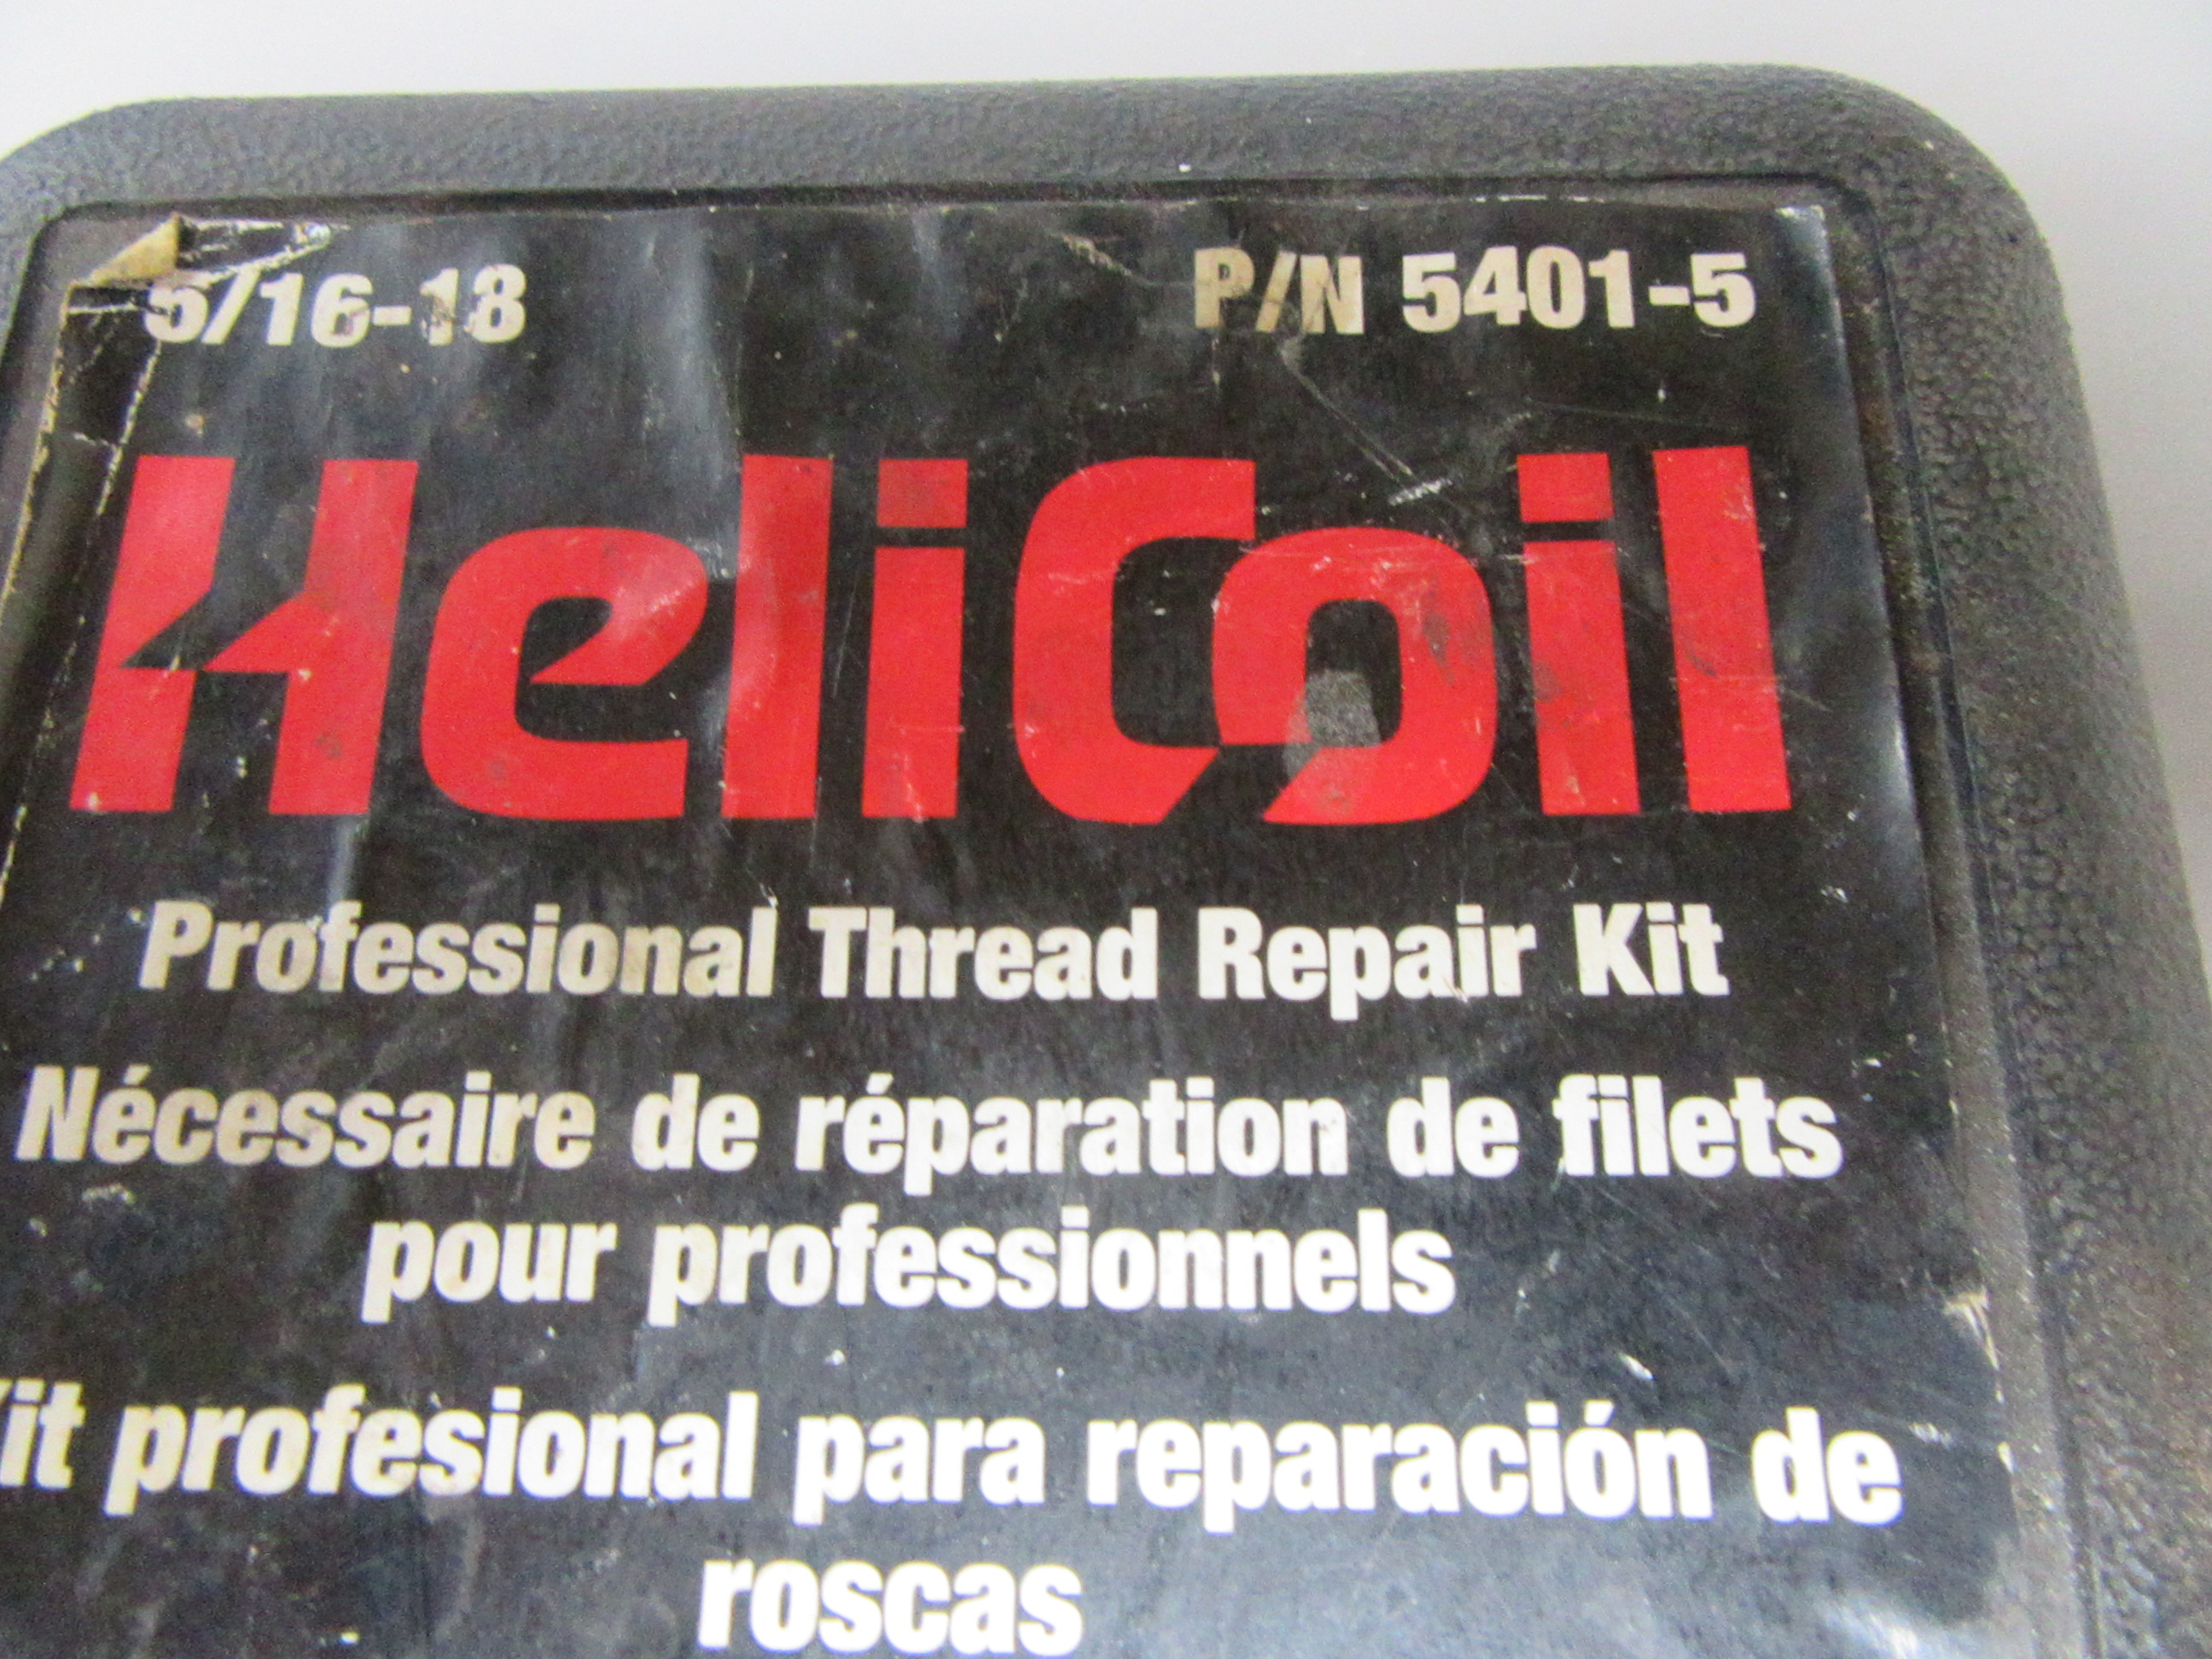 5/16-18 P/N 5401-5
HeliCoil
Professional Thread Repair Kit
Nécessaire de réparation de filets
pour professionnels
Kit profesional para reparación de
roscas